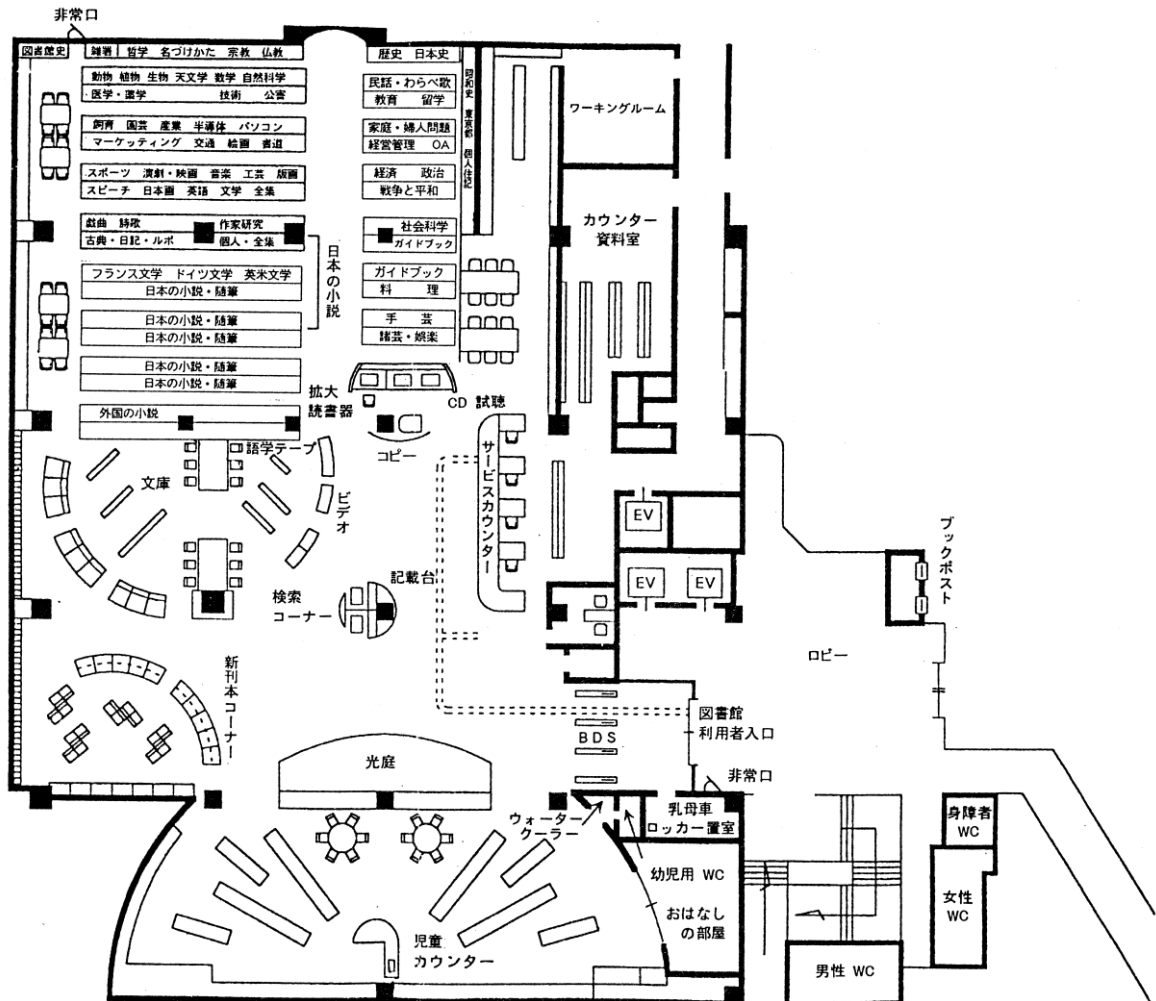 非常口
図書館史
雑著 哲学 名づけかた 宗教 仏教
歴史 日本史
動物 植物 生物 天文学 数学 自然科学
医学・薬学 技術 公害
飼育 園芸 産業 半導体 パソコン
マーケッティング 交通 絵画 書道
スポーツ 演劇・映画 音楽 工芸 版画
スピーチ 日本画 英語 文学 全集
戯曲 詩歌 作家研究
古典・日記・ルポ 個人・全集
フランス文学 ドイツ文学 英米文学
日本の小説・随筆
日本の小説・随筆
日本の小説・随筆
日本の小説・随筆
日本の小説・随筆
外国の小説
日本の小説
民話・わらべ歌
教育 留学
家庭・婦人問題
経営管理 OA
経済 政治
戦争と平和
社会科学
ガイドブック
ガイドブック
料理
手芸
諸芸・娯楽
昭和史 東京都 個人伝記
ワーキングルーム
カウンター
資料室
拡大
読書器
CD 試聴
コピー
語学テープ
文庫
ビデオ
サービスカウンター
検索
コーナー
記載台
新刊本コーナー
EV
EV
EV
ブックポスト
ロビー
図書館
利用者入口
BDS
非常口
光庭
ウォーター
クーラー
乳母車
ロッカー置室
幼児用 WC
おはなし
の部屋
児童
カウンター
身障者
WC
女性
WC
男性 WC